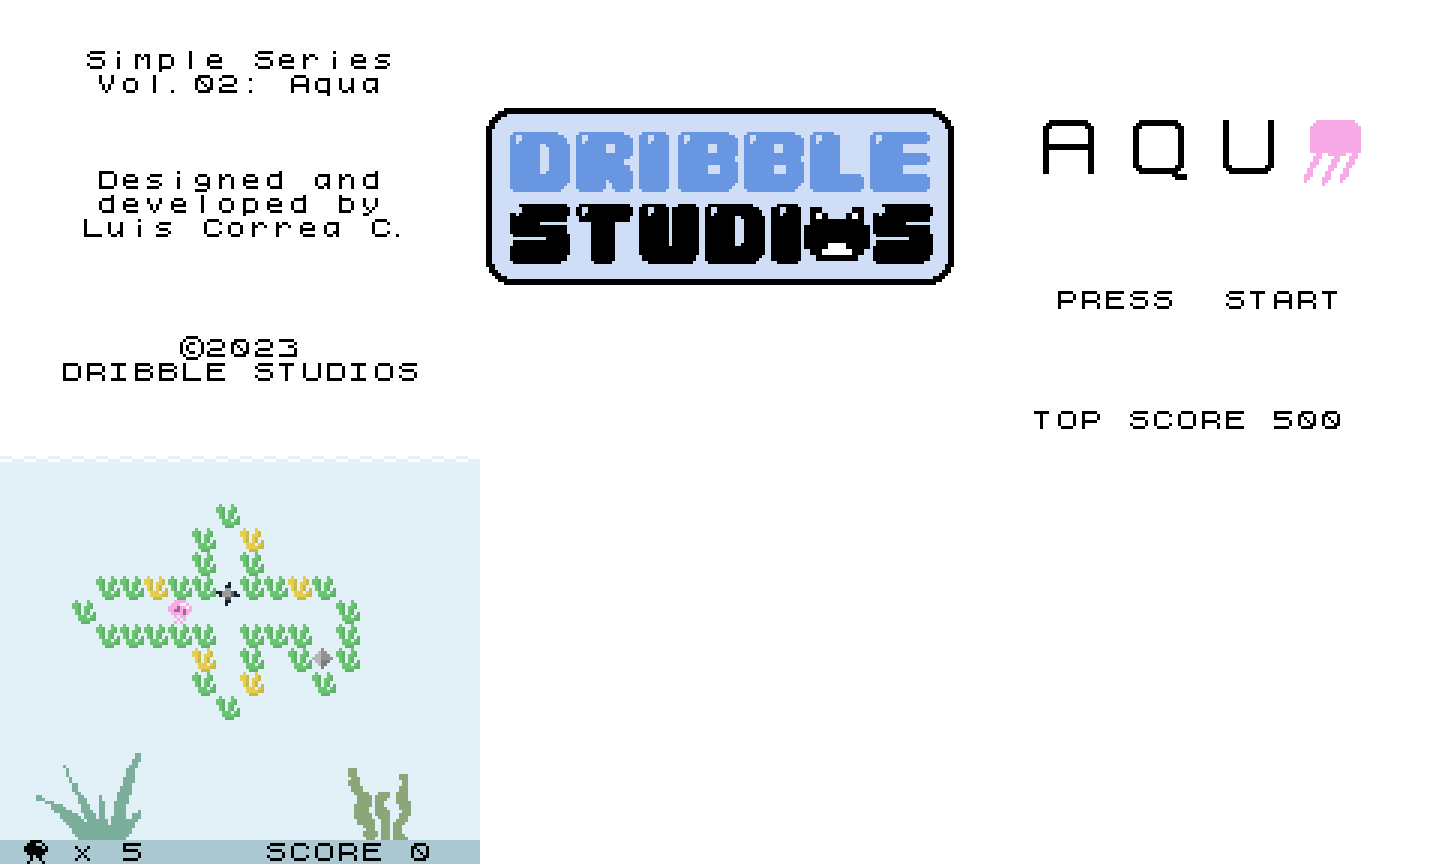 Simple Series
Vol.02: Aqua
Designed and
developed by
Luis Correa C.
©2023
DRIBBLE STUDIOS
DRIBBLE
STUDIOS
AQU
PRESS START
TOP SCORE 500
x 5 SCORE 0